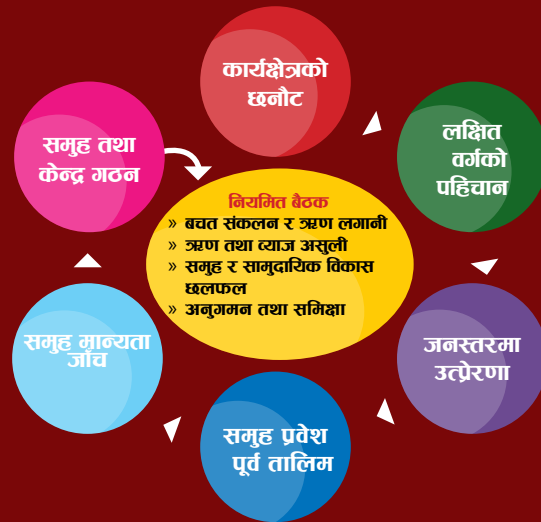 कार्यक्षेत्रको
छनौट
लक्षित
वर्गको
पहिचान
जनस्तरमा
उत्प्रेरणा
समुह प्रवेश
पूर्व तालिम
समुह मान्यता
जाँच
समुह तथा
केन्द्र गठन
नियमित बैठक
» बचत संकलन र ऋण लगानी
» ऋण तथा ब्याज असुली
» समुह र सामुदायिक विकास
छलफल
» अनुगमन तथा समिक्षा